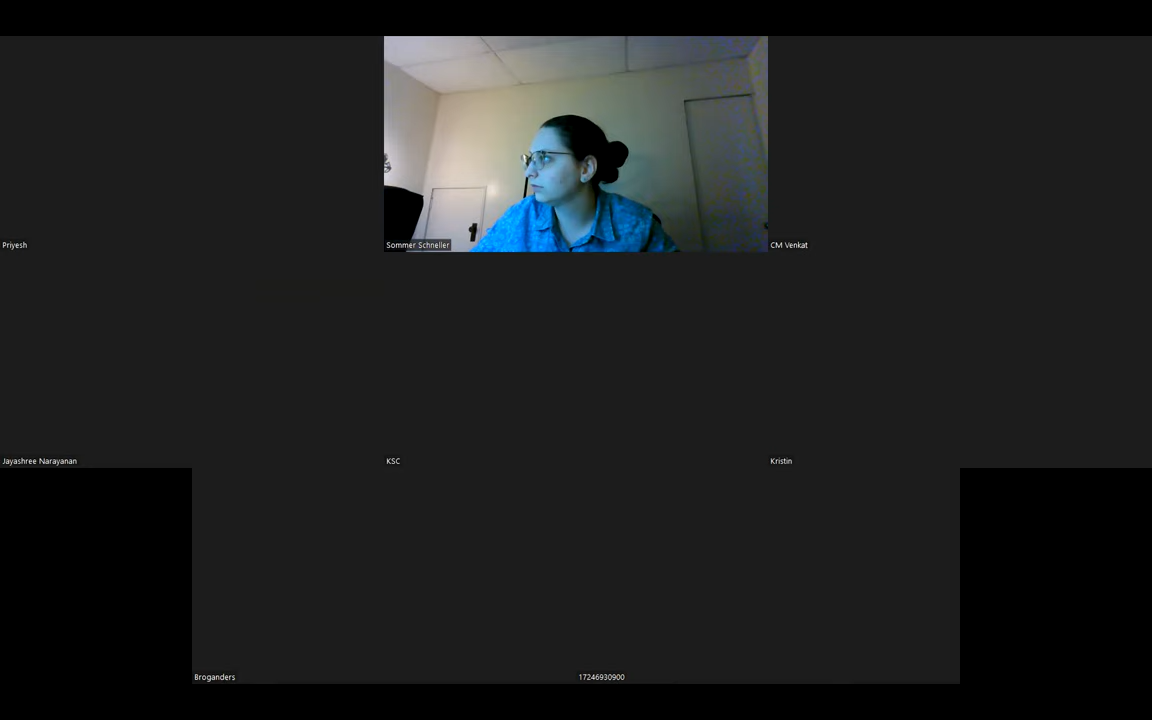 Priyesh
Sommer Schneller
CM Venkat
Jayashree Narayanan
KSC
Kristin
Broganders
17246930900